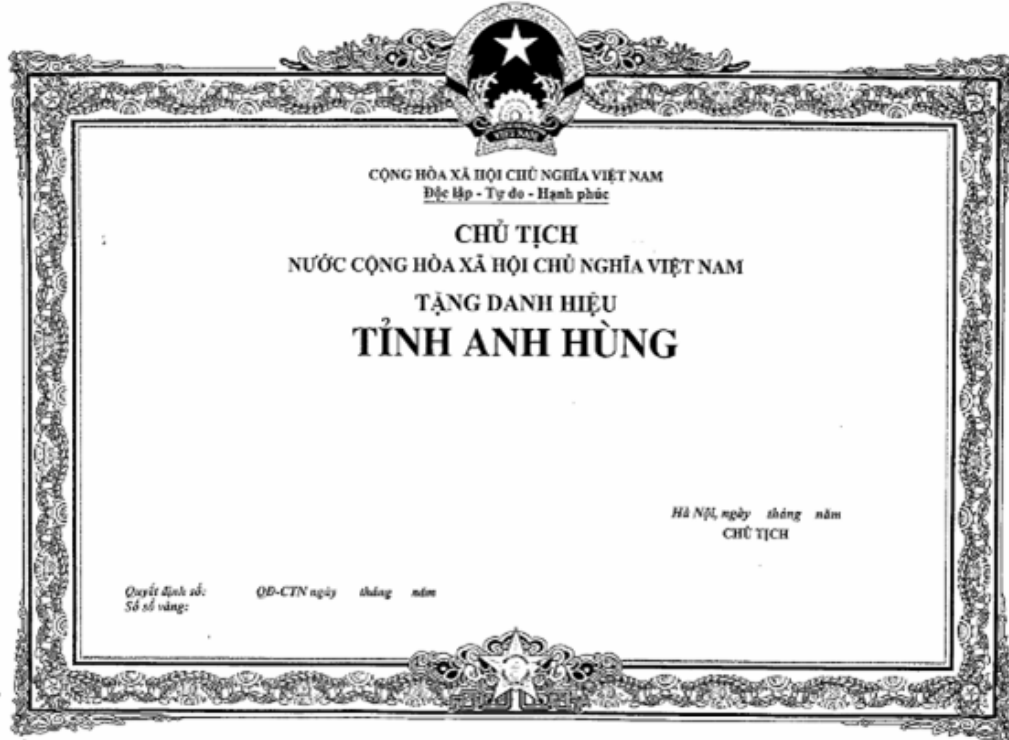 VIỆT NAM
CỘNG HÒA XÃ HỘI CHỦ NGHĨA VIỆT NAM
Độc lập - Tự do - Hạnh phúc
CHỦ TỊCH
NƯỚC CỘNG HÒA XÃ HỘI CHỦ NGHĨA VIỆT NAM
TẶNG DANH HIỆU
TỈNH ANH HÙNG
Hà Nội, ngày tháng năm
CHỦ TỊCH
Quyết định số: QĐ-CTN ngày tháng năm
Số sổ vàng: